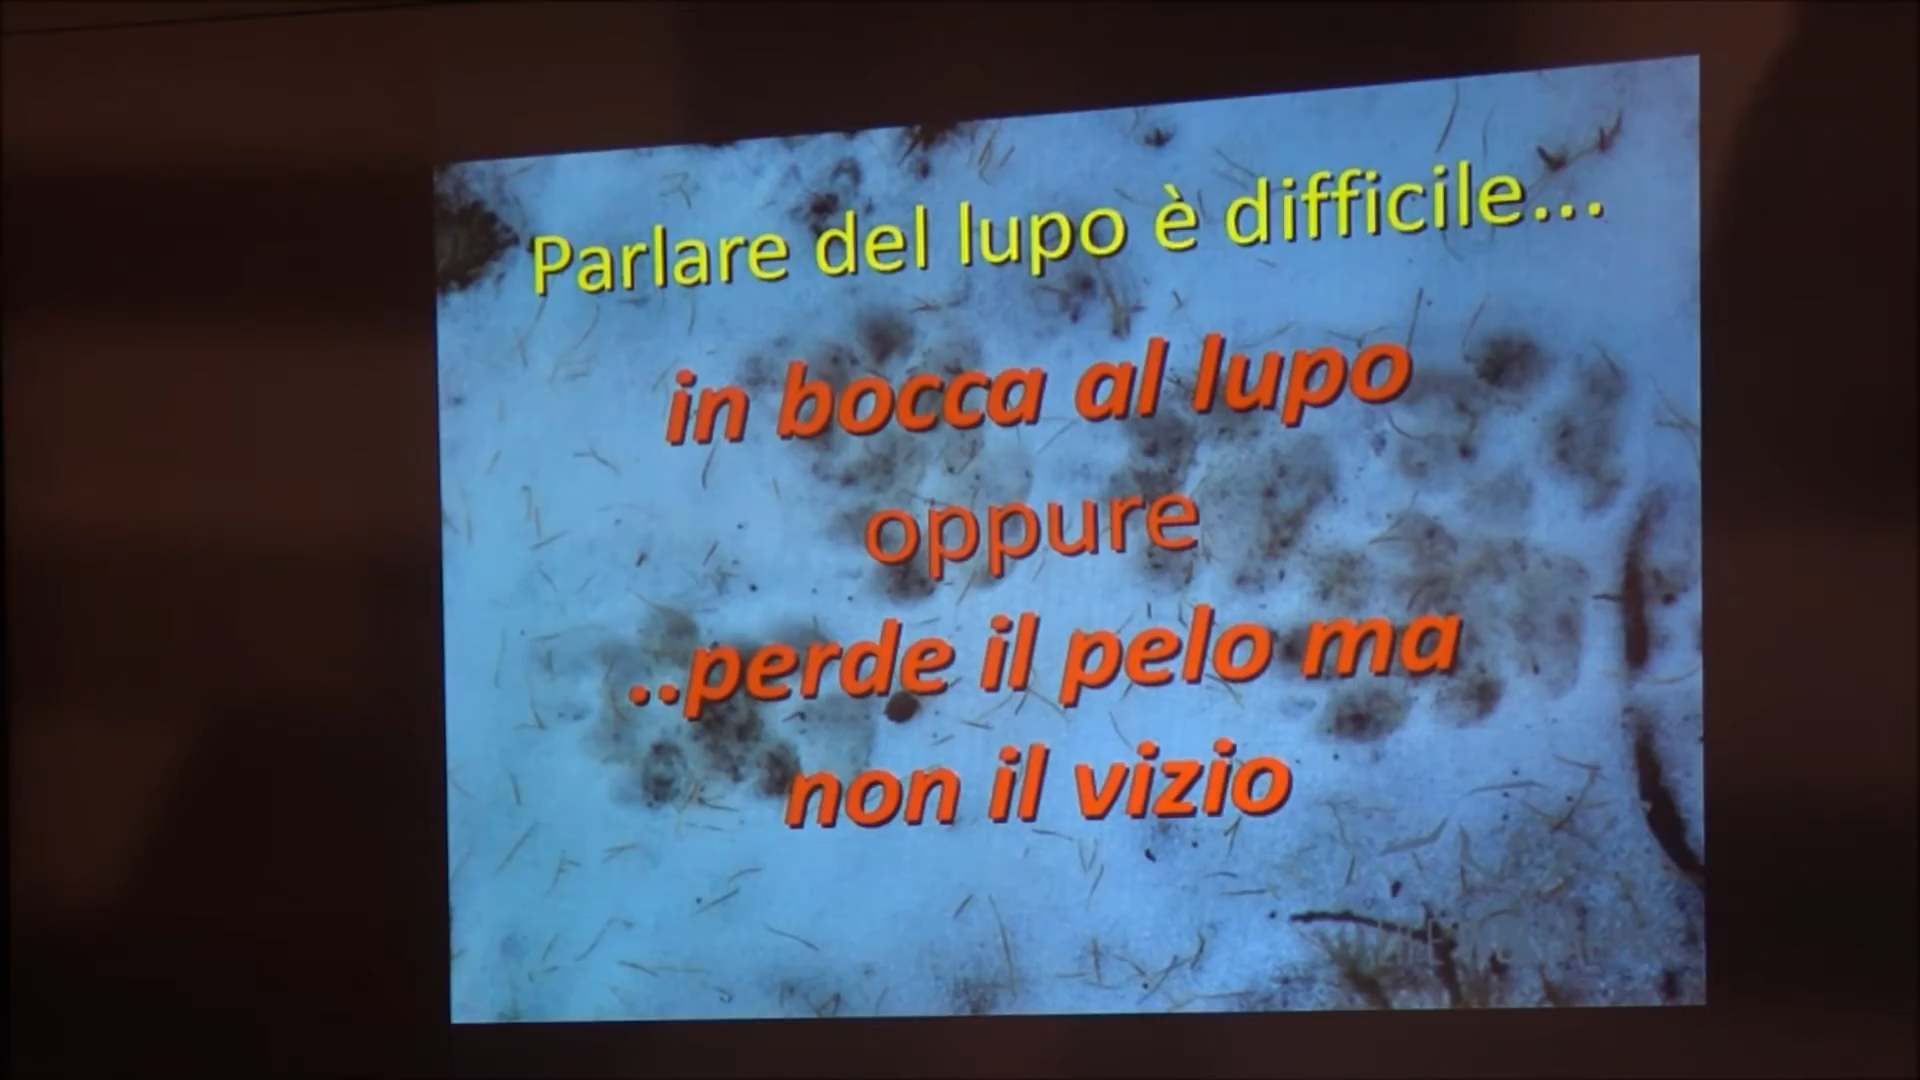 Parlare del lupo è difficile...
in bocca al lupo
oppure
..perde il pelo ma
non il vizio